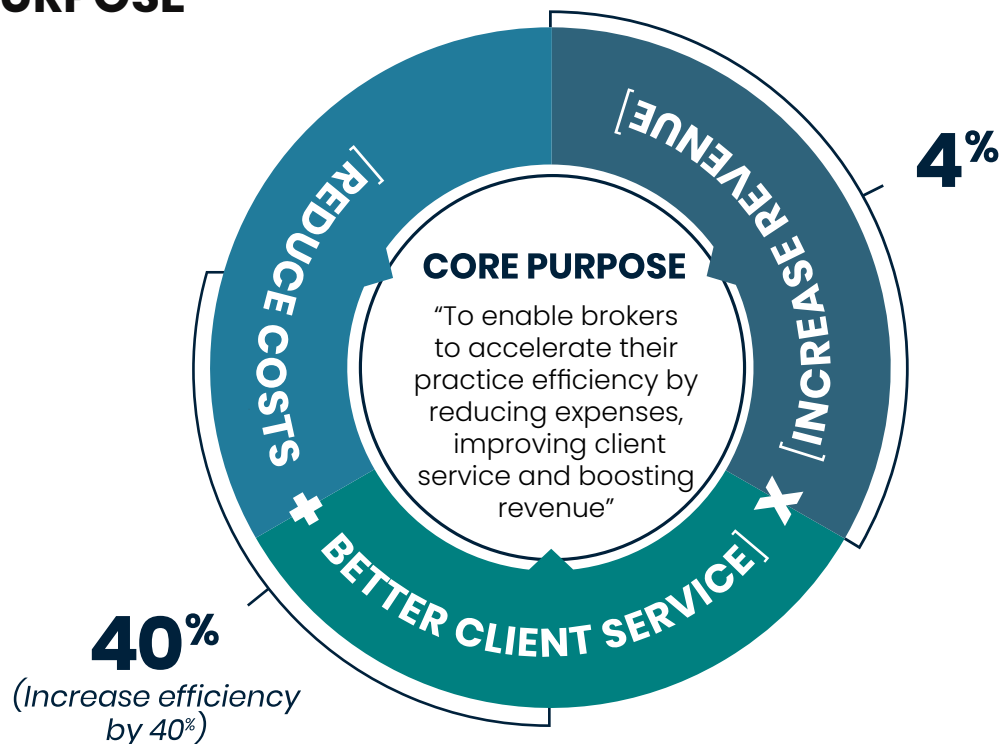 [REDUCE COSTS
+
BETTER CLIENT SERVICE]
X
[INCREASE REVENUE]
4%
CORE PURPOSE
“To enable brokers
to accelerate their
practice efficiency by
reducing expenses,
improving client
service and boosting
revenue”
40%
(Increase efficiency
by 40%)